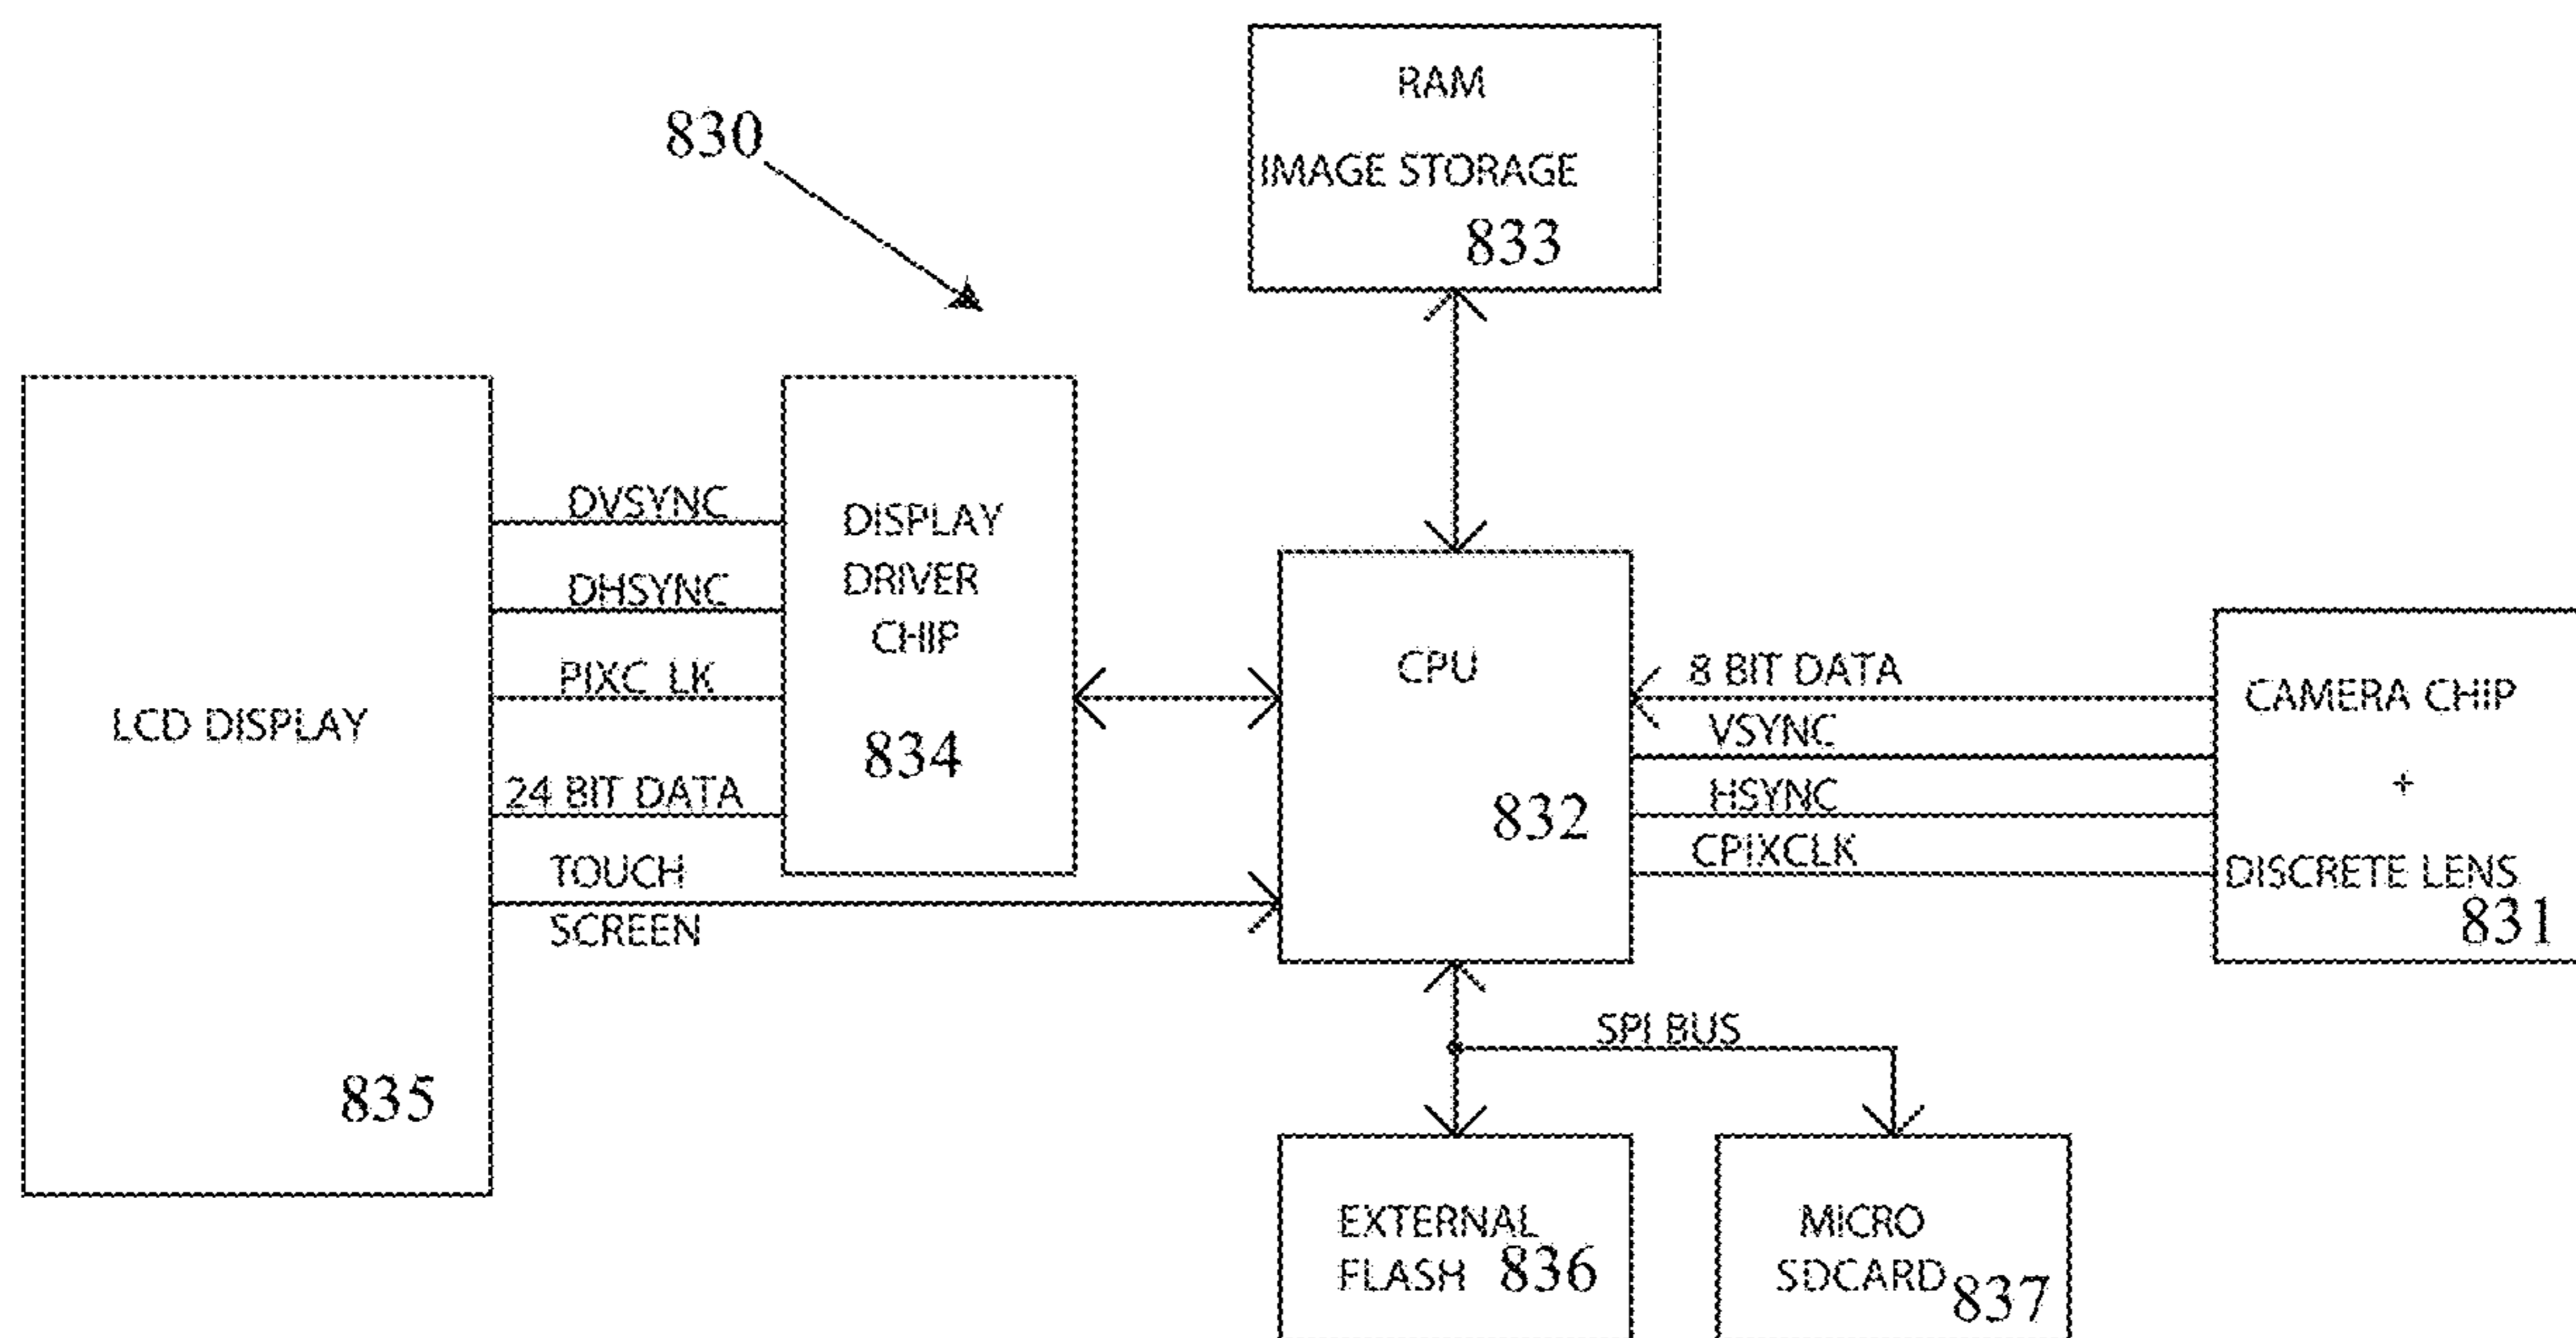 830
RAM
IMAGE STORAGE
833
LCD DISPLAY
835
DVSYNC
DHSYNC
PIXC LK
24 BIT DATA
TOUCH
SCREEN
DISPLAY
DRIVER
CHIP
834
CPU
832
8 BIT DATA
VSYNC
HSYNC
CPIXCLK
CAMERA CHIP
+
DISCRETE LENS
831
SPI BUS
EXTERNAL
FLASH 836
MICRO
SDCARD 837